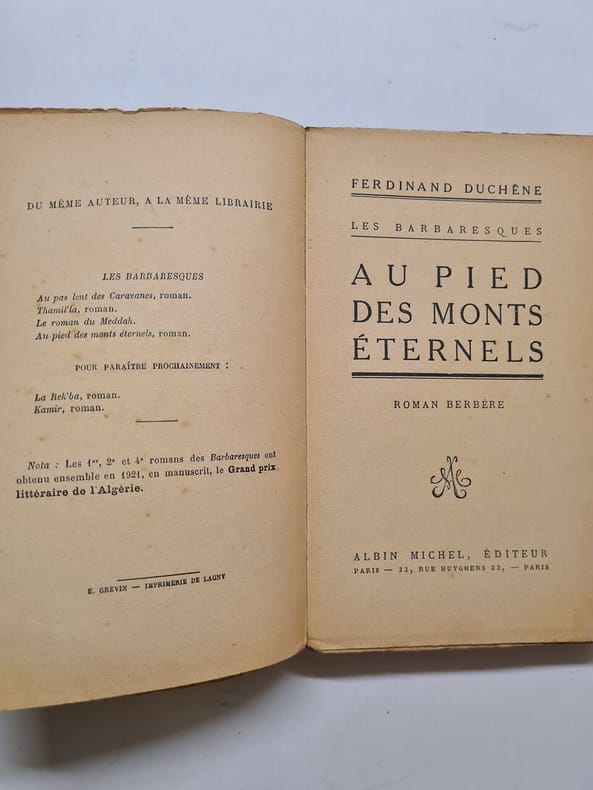 DU MÊME AUTEUR, A LA MÊME LIBRAIRIE
LES BARBARESQUES
Au pas lent des Caravanes, roman.
Thamil'la, roman.
Le roman du Meddah.
Au pied des monts éternels, roman.
POUR PARAÎTRE PROCHAINEMENT :
La Rek'ba, roman.
Kamir, roman.
Nota : Les 1er, 2e et 4e romans des Barbaresques ont
obtenu ensemble en 1921, en manuscrit, le Grand prix
littéraire de l'Algérie.
E. GREVIN — IMPRIMERIE DE LAGNY
FERDINAND DUCHÊNE
LES BARBARESQUES
AU PIED
DES MONTS
ÉTERNELS
ROMAN BERBÈRE
AM
ALBIN MICHEL, ÉDITEUR
PARIS — 22, RUE HUYGHENS 22, — PARIS